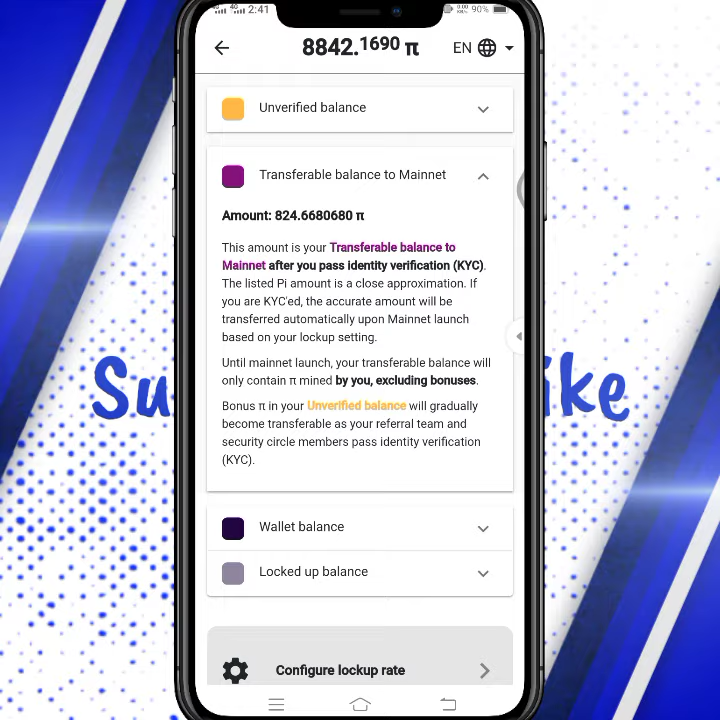 2:41
90%
8842.1690 π
EN
Unverified balance
Transferable balance to Mainnet
Amount: 824.6680680 π
This amount is your Transferable balance to
Mainnet after you pass identity verification (KYC).
The listed Pi amount is a close approximation. If
you are KYC'ed, the accurate amount will be
transferred automatically upon Mainnet launch
based on your lockup setting.
Until mainnet launch, your transferable balance will
only contain π mined by you, excluding bonuses.
Bonus π in your Unverified balance will gradually
become transferable as your referral team and
security circle members pass identity verification
(KYC).
Su
ike
Wallet balance
Locked up balance
Configure lockup rate